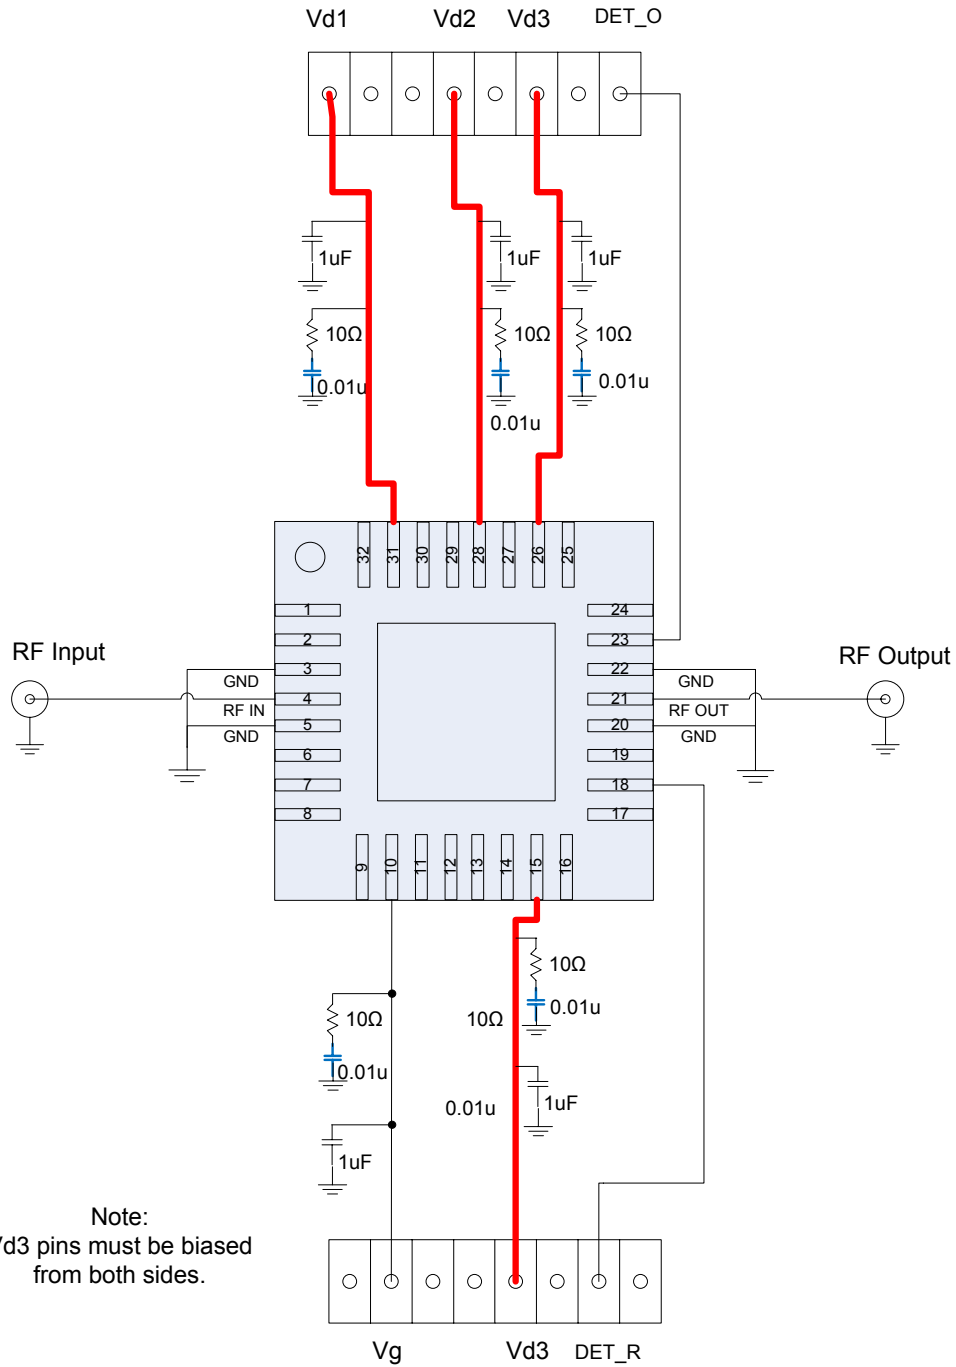 Vd1 Vd2 Vd3 DET_O
1uF 1uF 1uF
10Ω 10Ω 10Ω
0.01u 0.01u 0.01u
32 31 30 29 28 27 26 25
1 24
2 23
RF Input 3 22 RF Output
GND GND
4 21
RF IN RF OUT
5 20
GND GND
6 19
7 18
8 17
9 10 11 12 13 14 15 16
10Ω
0.01u
10Ω 10Ω
0.01u
0.01u 1uF
1uF
Note:
Vd3 pins must be biased
from both sides.
Vg Vd3 DET_R